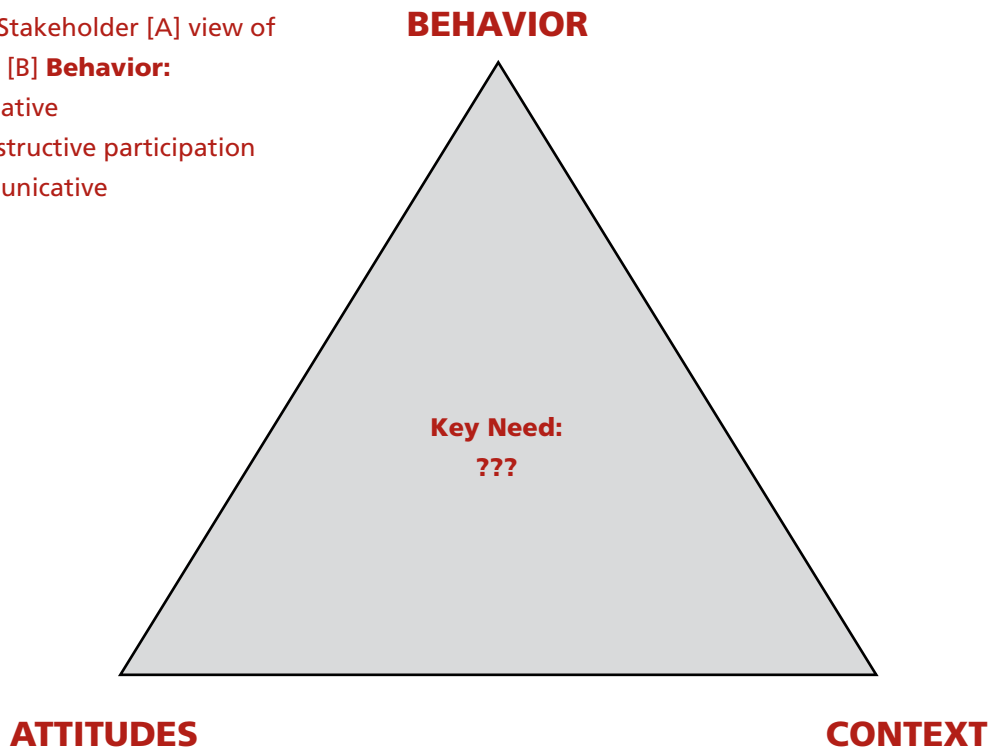 Stakeholder [A] view of
[B] Behavior:
ative
structive participation
unicative
BEHAVIOR
Key Need:
???
ATTITUDES
CONTEXT